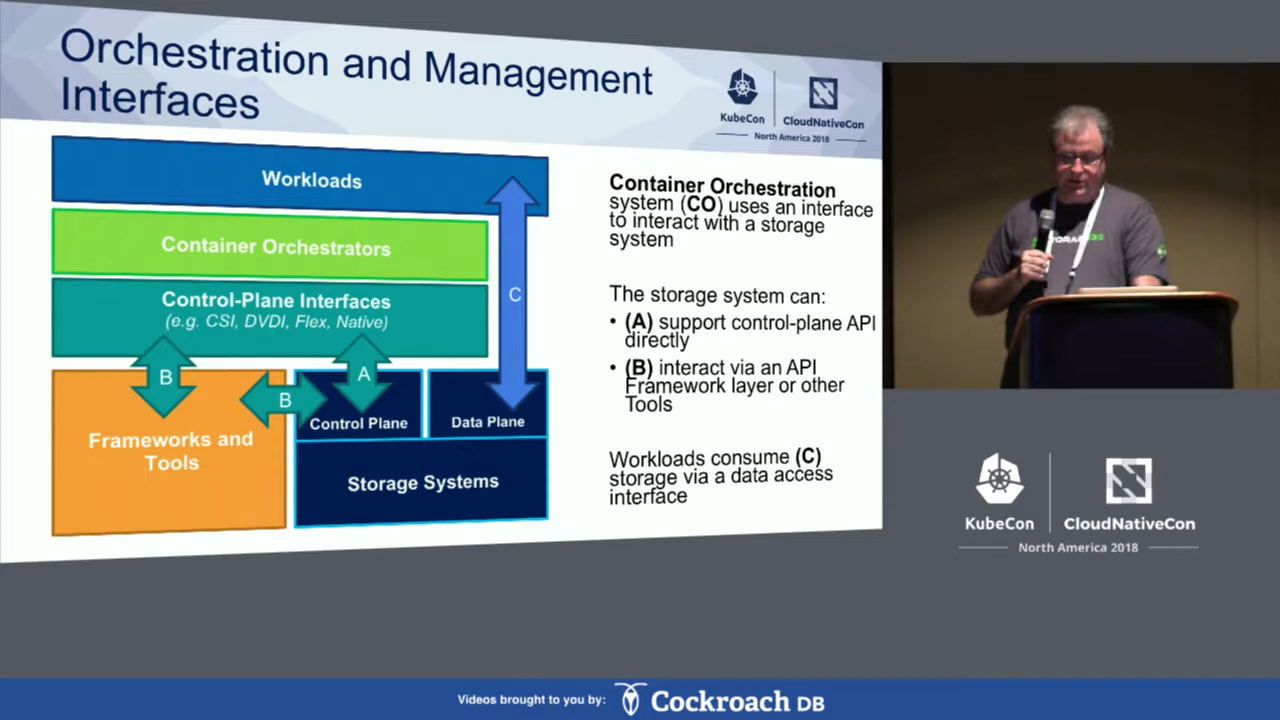 Orchestration and Management
Interfaces
KubeCon
CloudNativeCon
North America 2018
Workloads
Container Orchestrators
Control-Plane Interfaces
(e.g. CSI, DVDI, Flex, Native)
C
B
A
B
Control Plane
Data Plane
Frameworks and
Tools
Storage Systems
Container Orchestration
system (CO) uses an interface
to interact with a storage
system
The storage system can:
• (A) support control-plane API
directly
• (B) interact via an API
Framework layer or other
Tools
Workloads consume (C)
storage via a data access
interface
KubeCon
CloudNativeCon
North America 2018
Videos brought to you by:
Cockroach DB